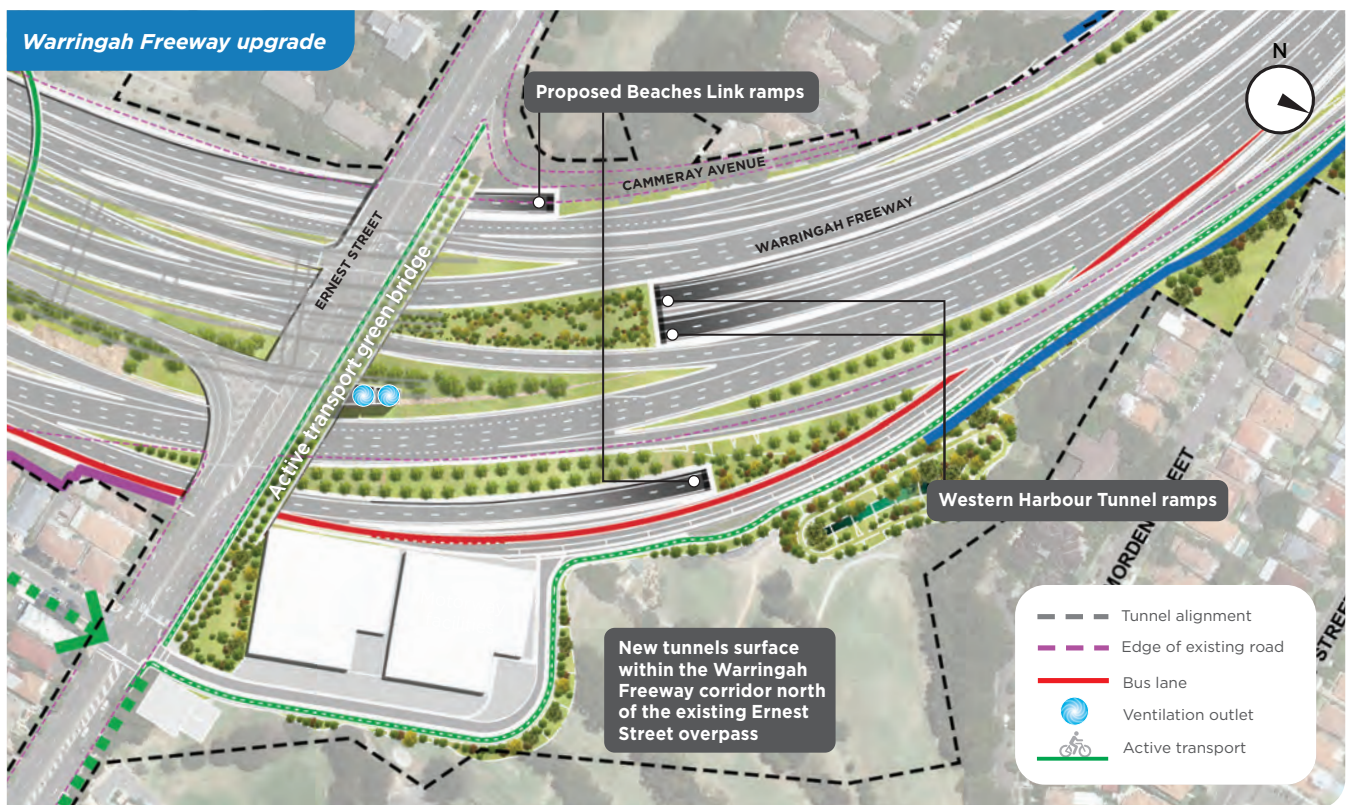 Warringah Freeway upgrade
N
Proposed Beaches Link ramps
CAMMERAY AVENUE
WARRINGAH FREEWAY
ERNEST STREET
Active transport green bridge
Western Harbour Tunnel ramps
New tunnels surface
within the Warringah
Freeway corridor north
of the existing Ernest
Street overpass
MORDEN
EET
STREET
Tunnel alignment
Edge of existing road
Bus lane
Ventilation outlet
Active transport